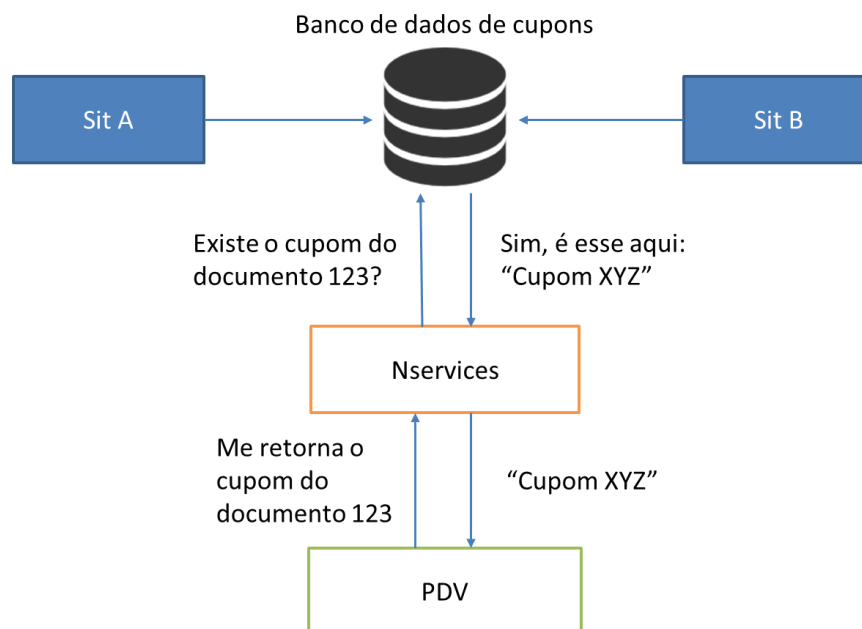 Banco de dados de cupons
Sit A
Sit B
Existe o cupom do
documento 123?
Sim, é esse aqui:
“Cupom XYZ”
Nservices
Me retorna o
cupom do
documento 123
“Cupom XYZ”
PDV